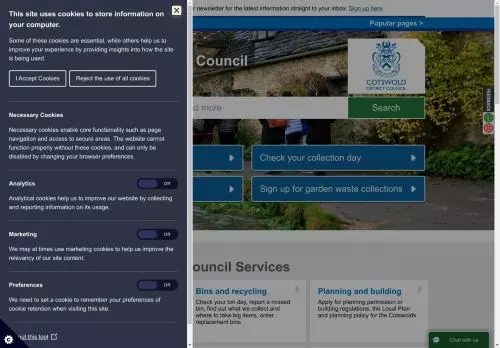 This site uses cookies to store information on
your computer.
Some of these cookies are essential, while others help us to
improve your experience by providing insights into how the site
is being used.
I Accept Cookies
Reject the use of all cookies
Necessary Cookies
Necessary cookies enable core functionality such as page
navigation and access to secure areas. The website cannot
function properly without these cookies, and can only be
disabled by changing your browser preferences.
Analytics
Off
Analytical cookies help us to improve our website by collecting
and reporting information on its usage.
Marketing
Off
We may at times use marketing cookies to help us improve the
relevancy of our site content.
Preferences
Off
We need to set a cookie to remember your preferences of
cookie retention when visiting this site.
out this tool
newsletter for the latest information straight to your inbox. Sign up here.
Popular pages >
Council
COTSWOLD
DISTRICT COUNCIL
d more
Search
FEEDBACK
Check your collection day
Sign up for garden waste collections
ouncil Services
Bins and recycling
Check your bin day, report a missed
bin, find out what we collect and
where to take big items, order
replacement bins
Planning and building
Apply for planning permission or
building regulations, the Local Plan
and planning policy for the Cotswolds
Chat with us